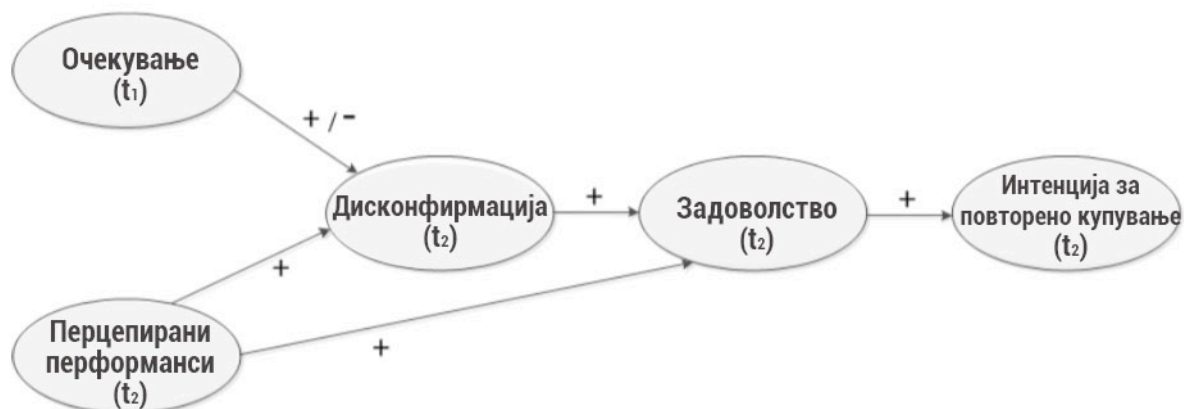 Очекување
(t₁)
+ / -
Дисконфирмација
(t₂)
+
Задоволство
(t₂)
+
Интенција за
повторено купување
(t₂)
+
+
Перцепирани
перформанси
(t₂)